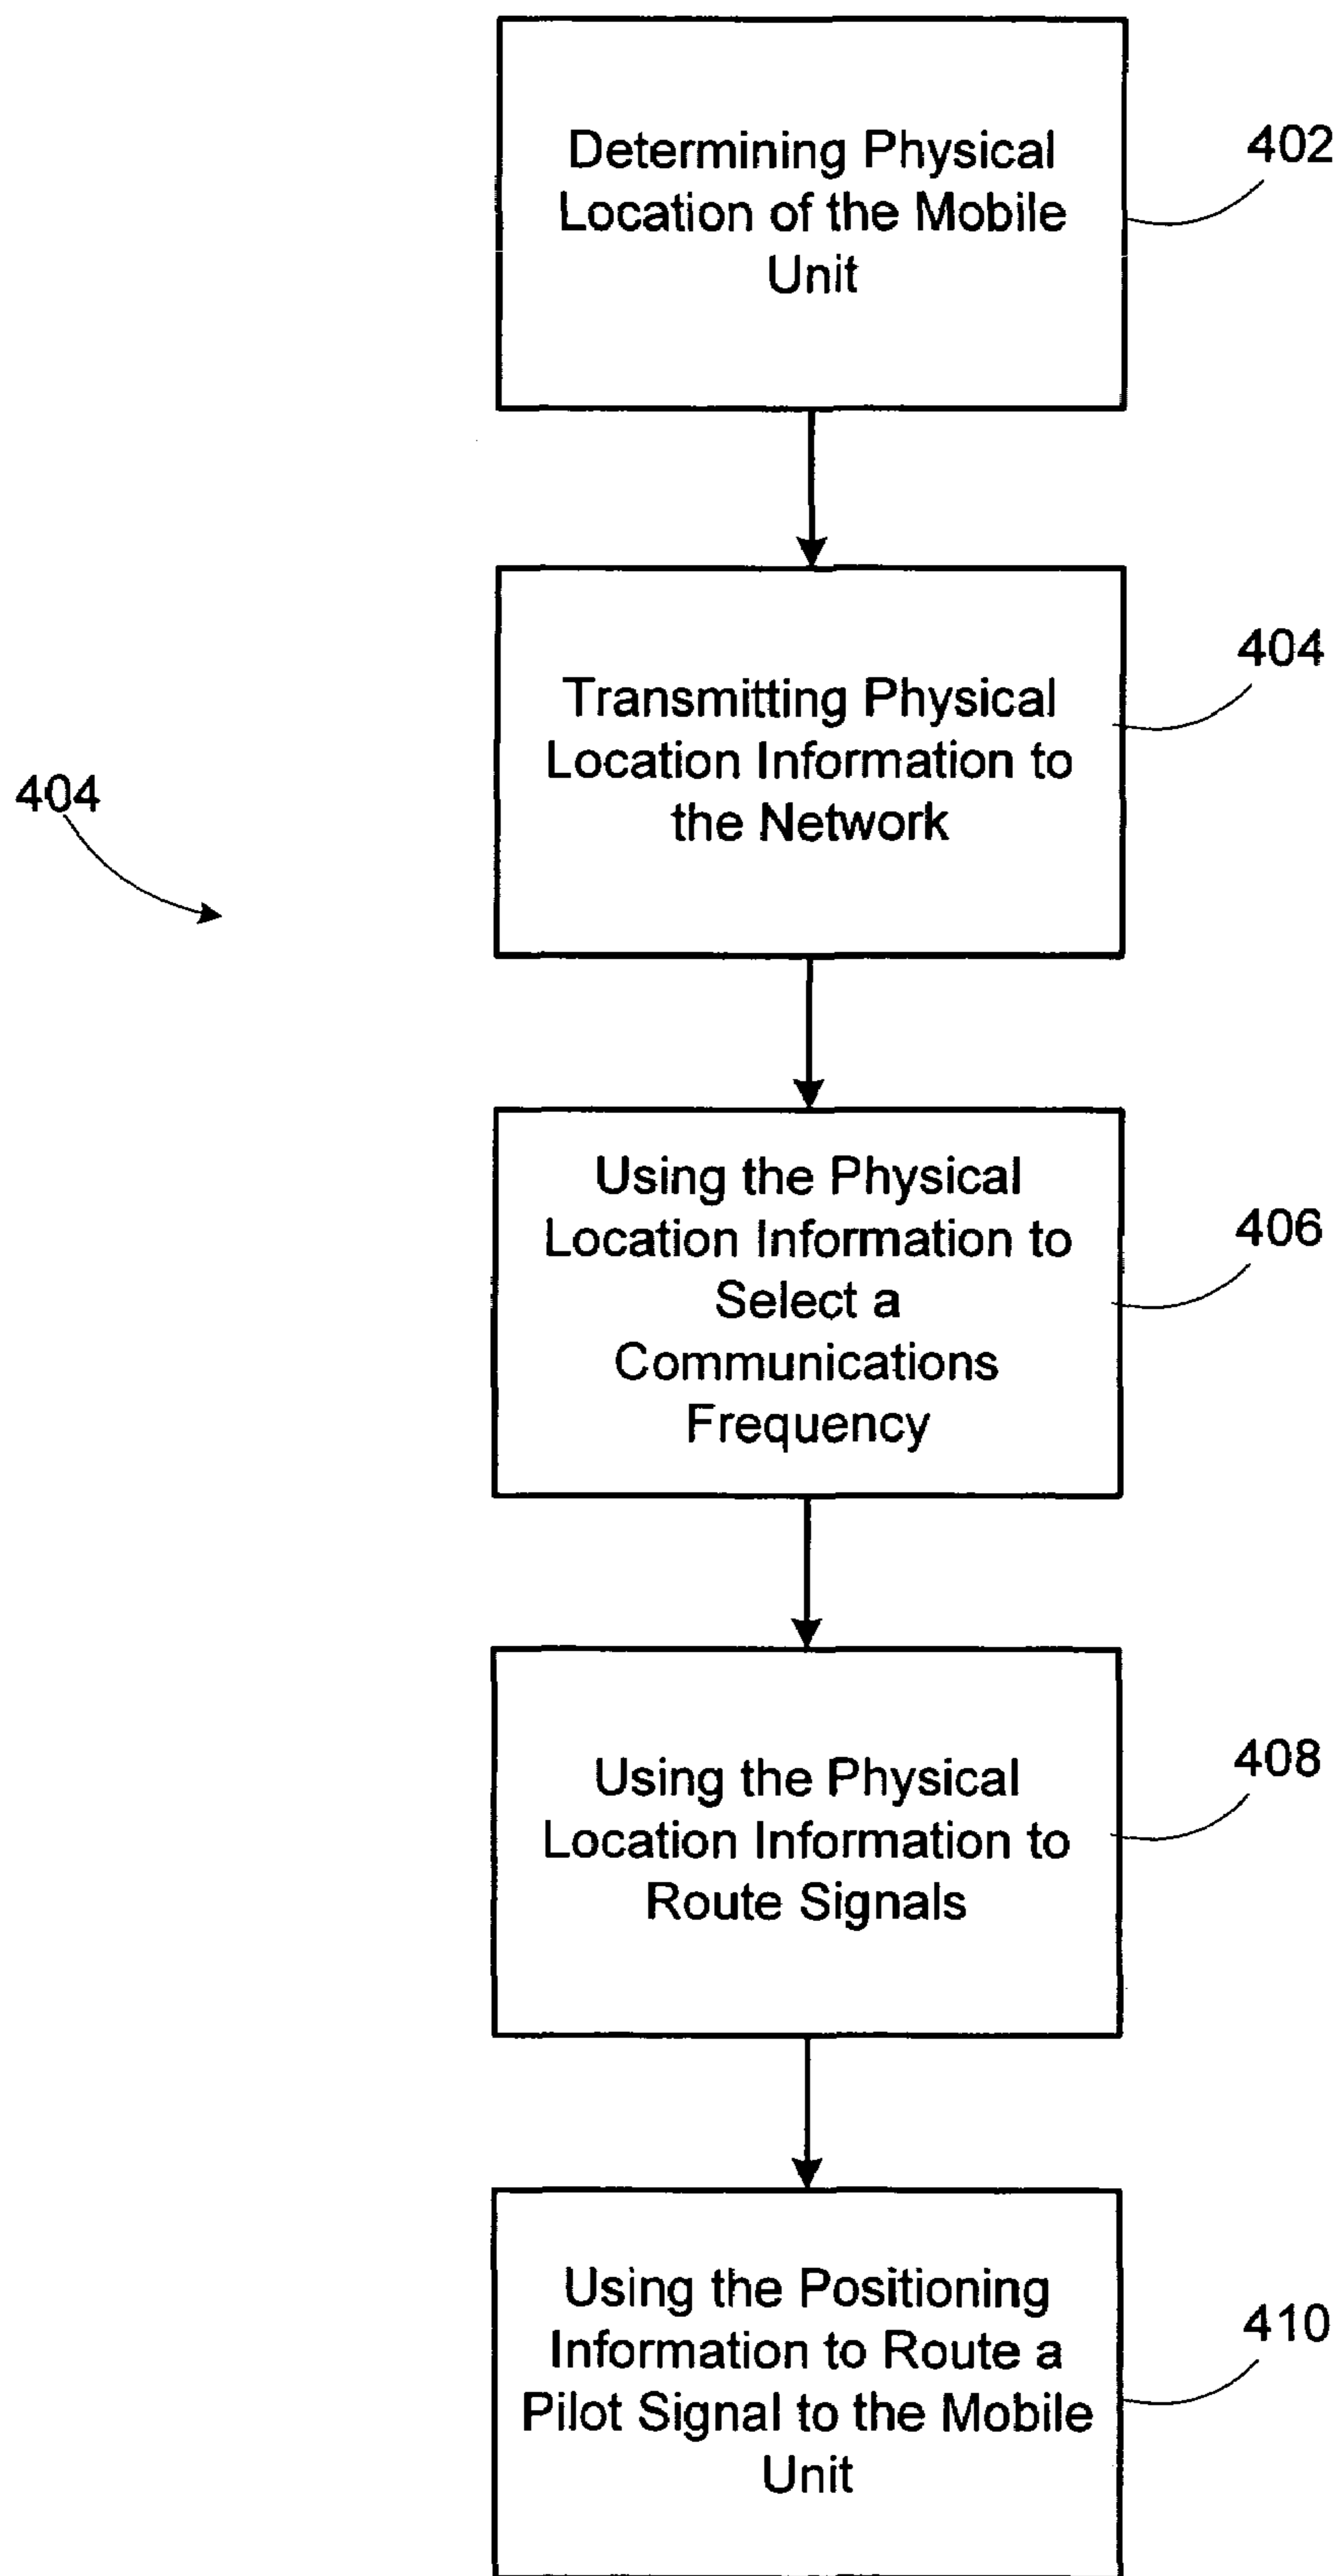 Determining Physical
Location of the Mobile
Unit
402
Transmitting Physical
Location Information to
the Network
404
404
Using the Physical
Location Information to
Select a
Communications
Frequency
406
Using the Physical
Location Information to
Route Signals
408
Using the Positioning
Information to Route a
Pilot Signal to the Mobile
Unit
410